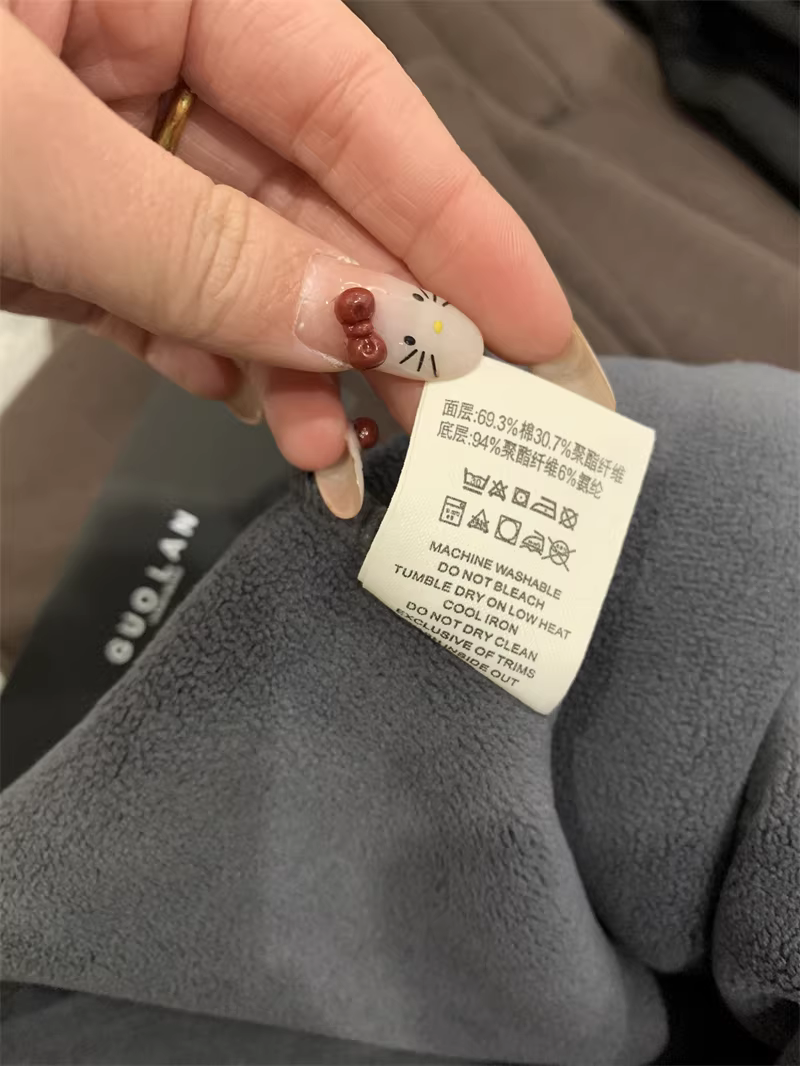 面层:69.3%棉30.7%聚酯纤维
底层:94%聚酯纤维6%氨纶
MACHINE WASHABLE
DO NOT BLEACH
TUMBLE DRY ON LOW HEAT
COOL IRON
DO NOT DRY CLEAN
EXCLUSIVE OF TRIMS
INSIDE OUT
GUOLAN